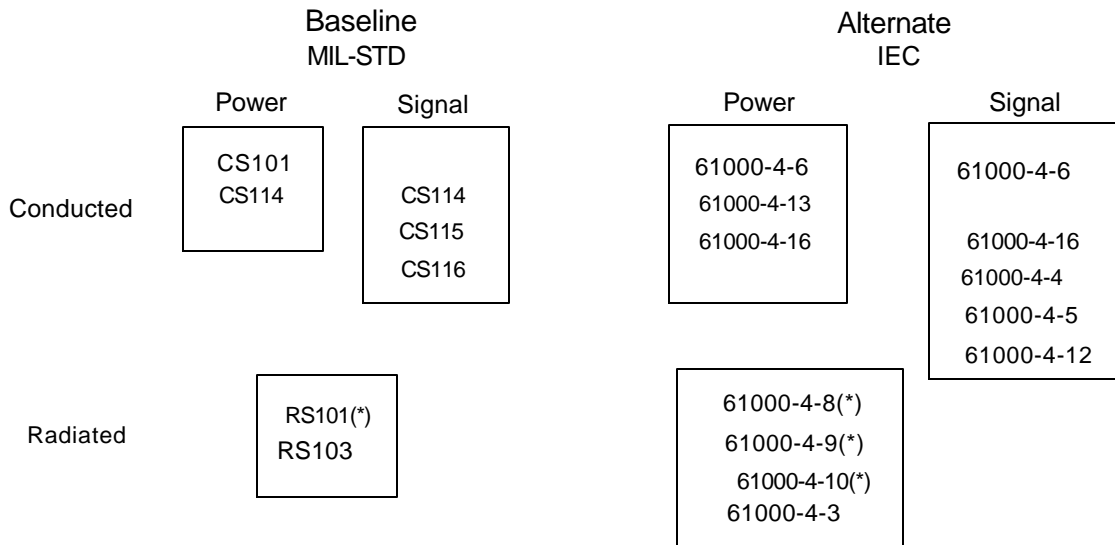 Baseline
MIL-STD
Alternate
IEC
Power
Signal
Power
Signal
Conducted
CS101
CS114
CS114
CS115
CS116
61000-4-6
61000-4-13
61000-4-16
61000-4-6
61000-4-16
61000-4-4
61000-4-5
61000-4-12
Radiated
RS101(*)
RS103
61000-4-8(*)
61000-4-9(*)
61000-4-10(*)
61000-4-3